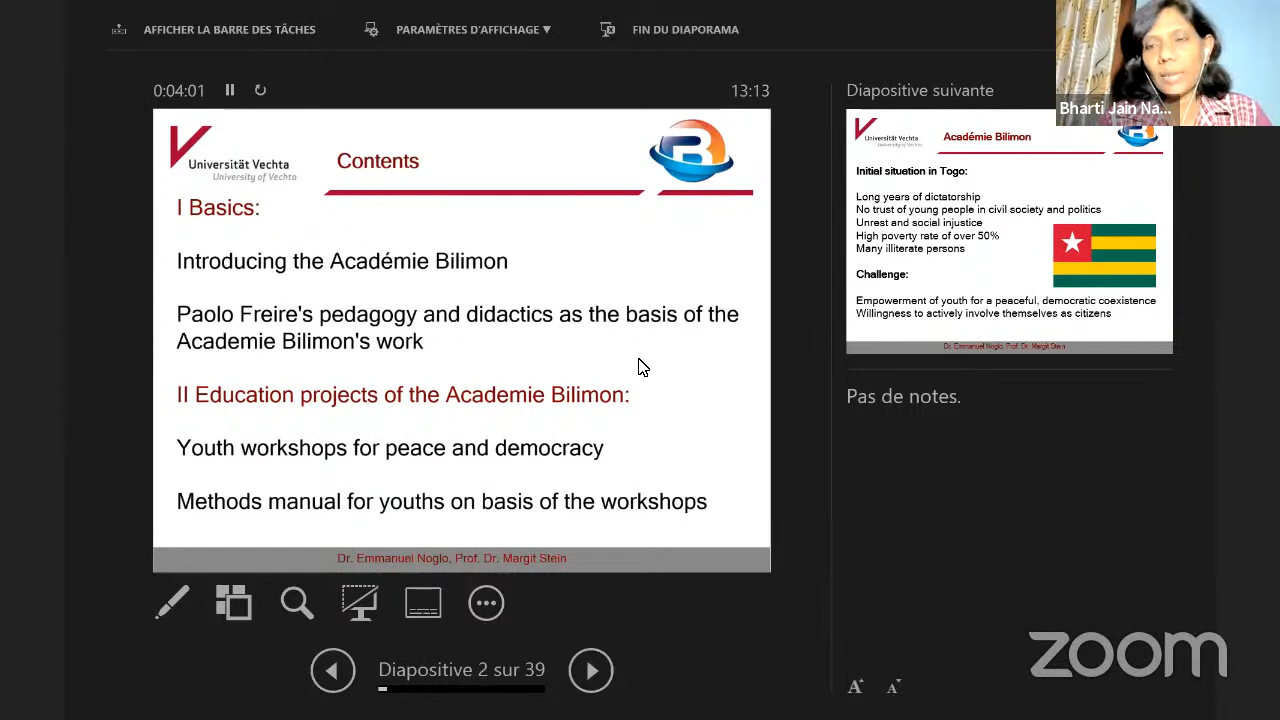 AFFICHER LA BARRE DES TÂCHES
PARAMÈTRES D'AFFICHAGE ▼
FIN DU DIAPORAMA
0:04:01
13:13
Universität Vechta
University of Vechta
Contents
B
I Basics:
Introducing the Académie Bilimon
Paolo Freire's pedagogy and didactics as the basis of the
Academie Bilimon's work
II Education projects of the Academie Bilimon:
Youth workshops for peace and democracy
Methods manual for youths on basis of the workshops
Dr. Emmanuel Noglo, Prof. Dr. Margit Stein
Diapositive 2 sur 39
Diapositive suivante
Bharti Jain Na...
Universität Vechta
University of Vechta
Académie Bilimon
Initial situation in Togo:
Long years of dictatorship
No trust of young people in civil society and politics
Unrest and social injustice
High poverty rate of over 50%
Many illiterate persons
Challenge:
Empowerment of youth for a peaceful, democratic coexistence
Willingness to actively involve themselves as citizens
Dr. Emmanuel Noglo, Prof. Dr. Margit Stein
Pas de notes.
A A
zoom